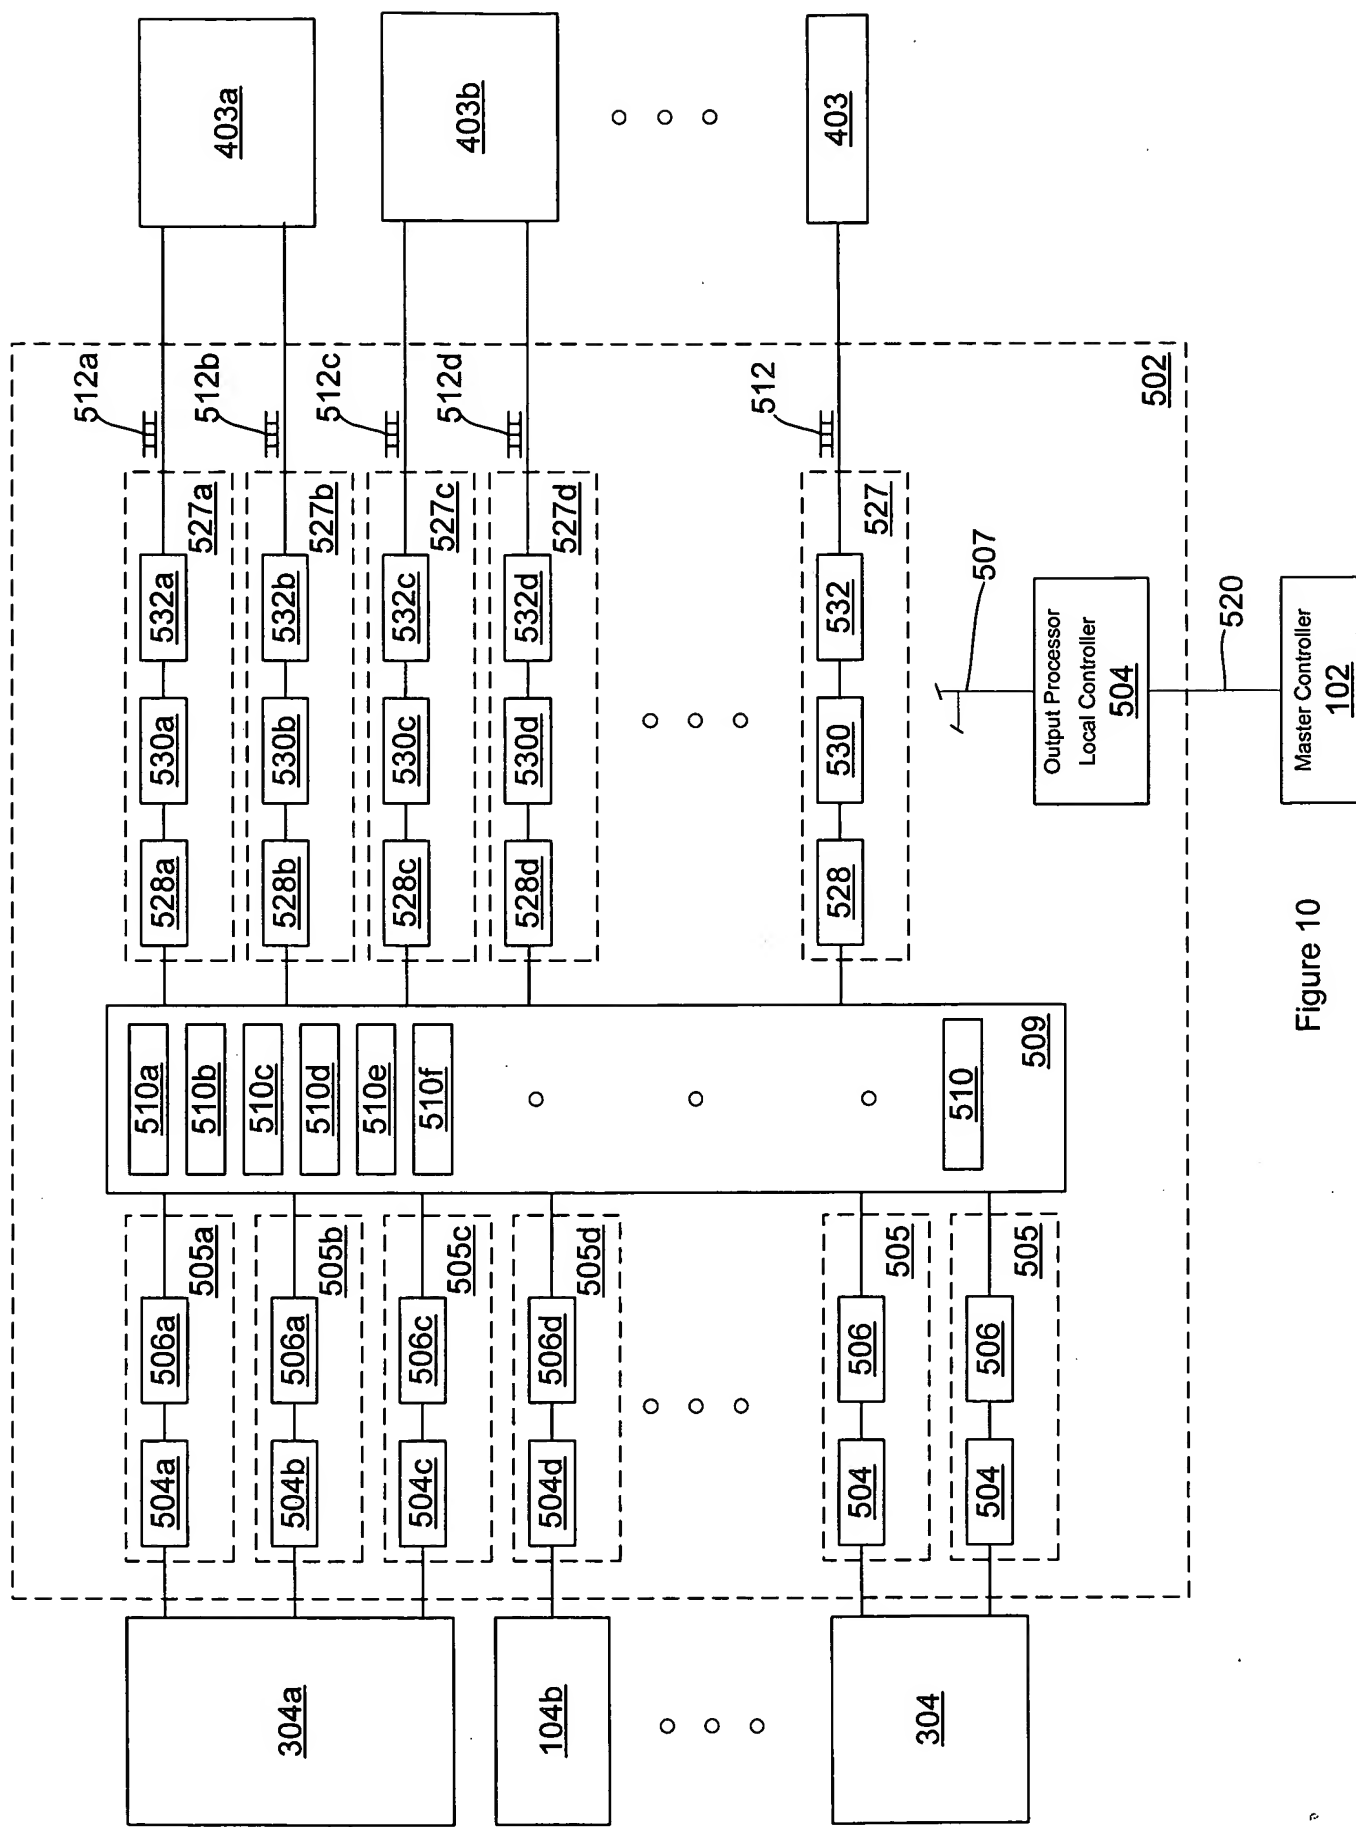 512a
504a
506a
510a
528a
530a
532a
505a
510b
527a
512b
403a
510c
504b
506a
528b
530b
532b
304a
505b
510d
527b
512c
510e
504c
506c
528c
530c
532c
510f
505c
527c
512d
403b
504d
506d
528d
530d
532d
104b
505d
527d
512
504
506
528
530
532
403
505
527
304
510
504
506
507
505
509
Output Processor
Local Controller
504
502
520
Figure 10
Master Controller
102